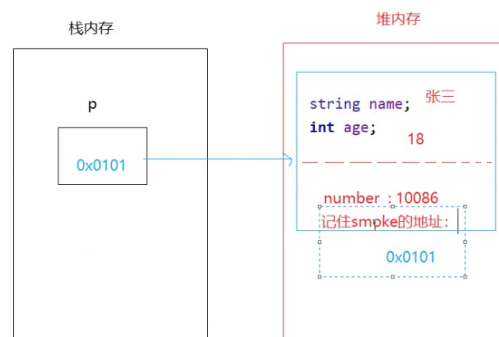 栈内存
堆内存
p
0x0101
string name;
张三
int age;
18
number :10086
记住smpke的地址:
0x0101